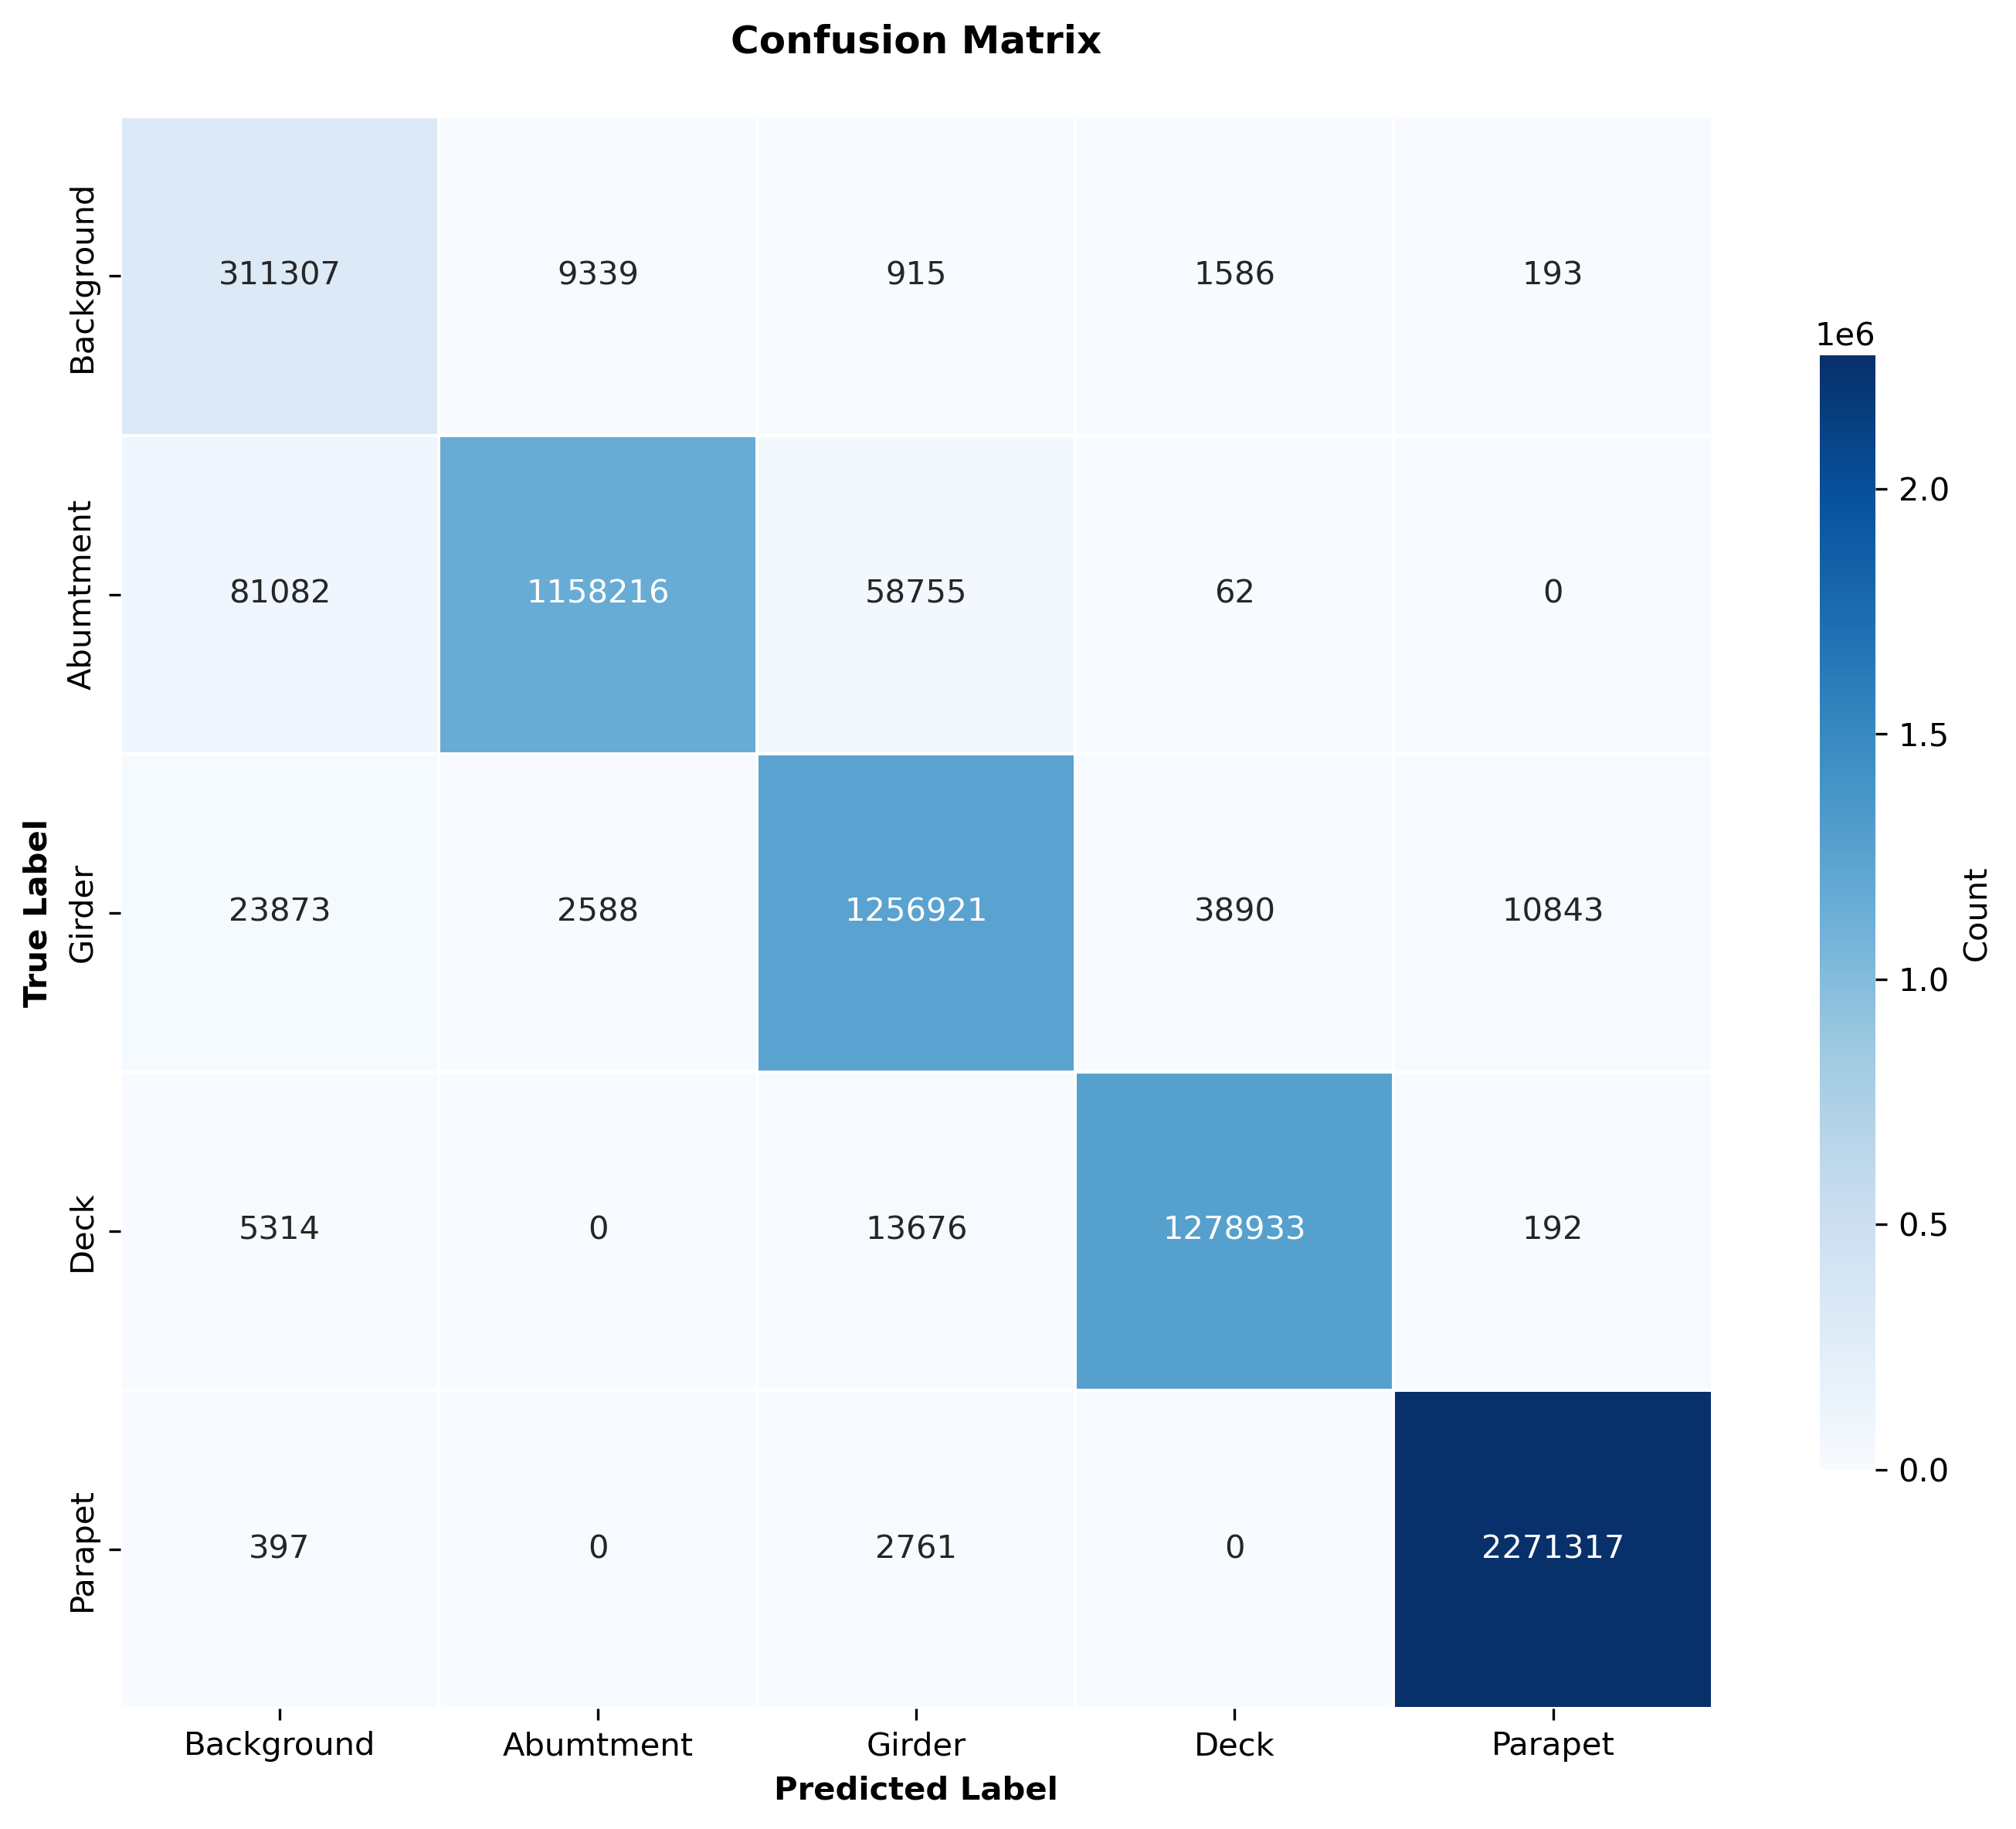 Confusion Matrix
Background
311307 9339 915 1586 193
Abumtment
81082 1158216 58755 62 0
Girder
23873 2588 1256921 3890 10843
Deck
5314 0 13676 1278933 192
Parapet
397 0 2761 0 2271317
True Label
Background Abumtment Girder Deck Parapet
Predicted Label
1e6
2.0
1.5
1.0
0.5
0.0
Count